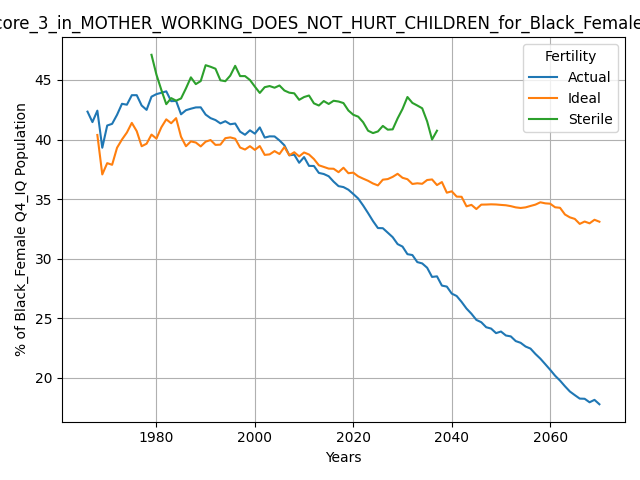 core_3_in_MOTHER_WORKING_DOES_NOT_HURT_CHILDREN_for_Black_Female
Fertility
Actual
Ideal
Sterile
% of Black_Female Q4_IQ Population
45
40
35
30
25
20
1980
2000
2020
2040
2060
Years